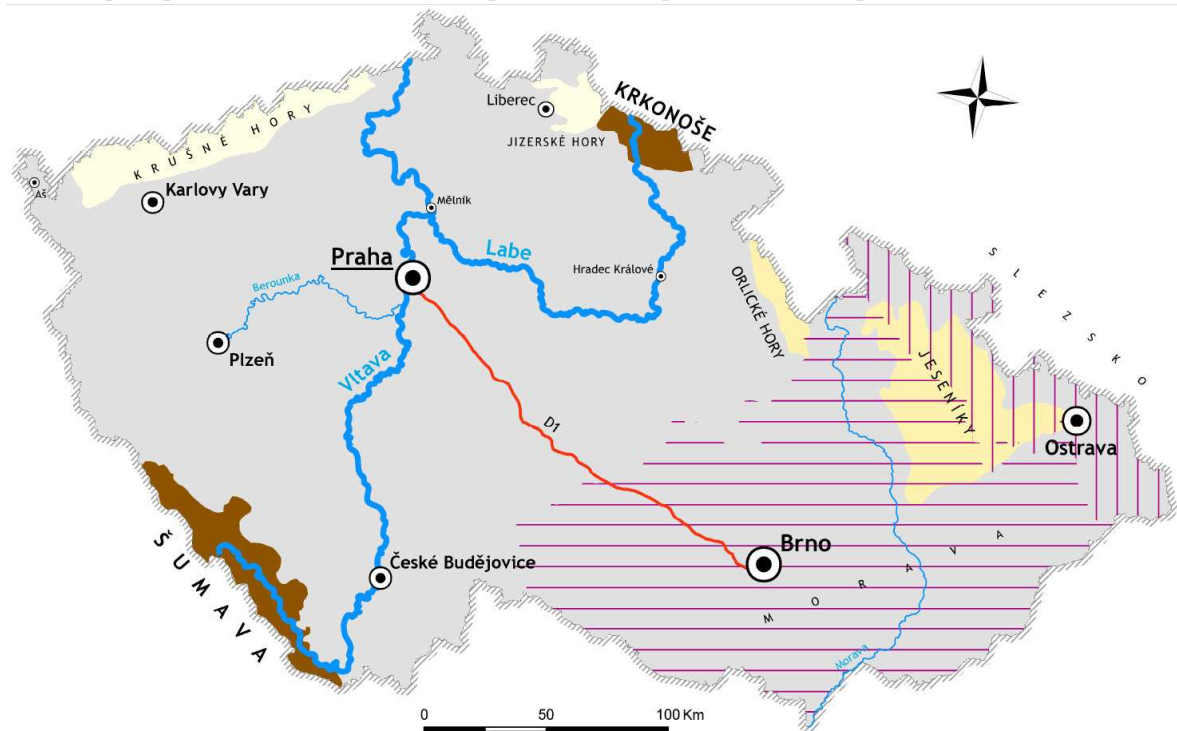 KRUŠNÉ HORY
Liberec
KRKONOŠE
JIZERSKÉ HORY
Aš
Karlovy Vary
Mělník
Labe
Praha
Hradec Králové
SLEZSKO
ORLICKÉ HORY
Berounka
Plzeň
Vltava
JESENÍKY
D1
Ostrava
ŠUMAVA
České Budějovice
Brno
MORAVA
Morava
0 50 100 Km